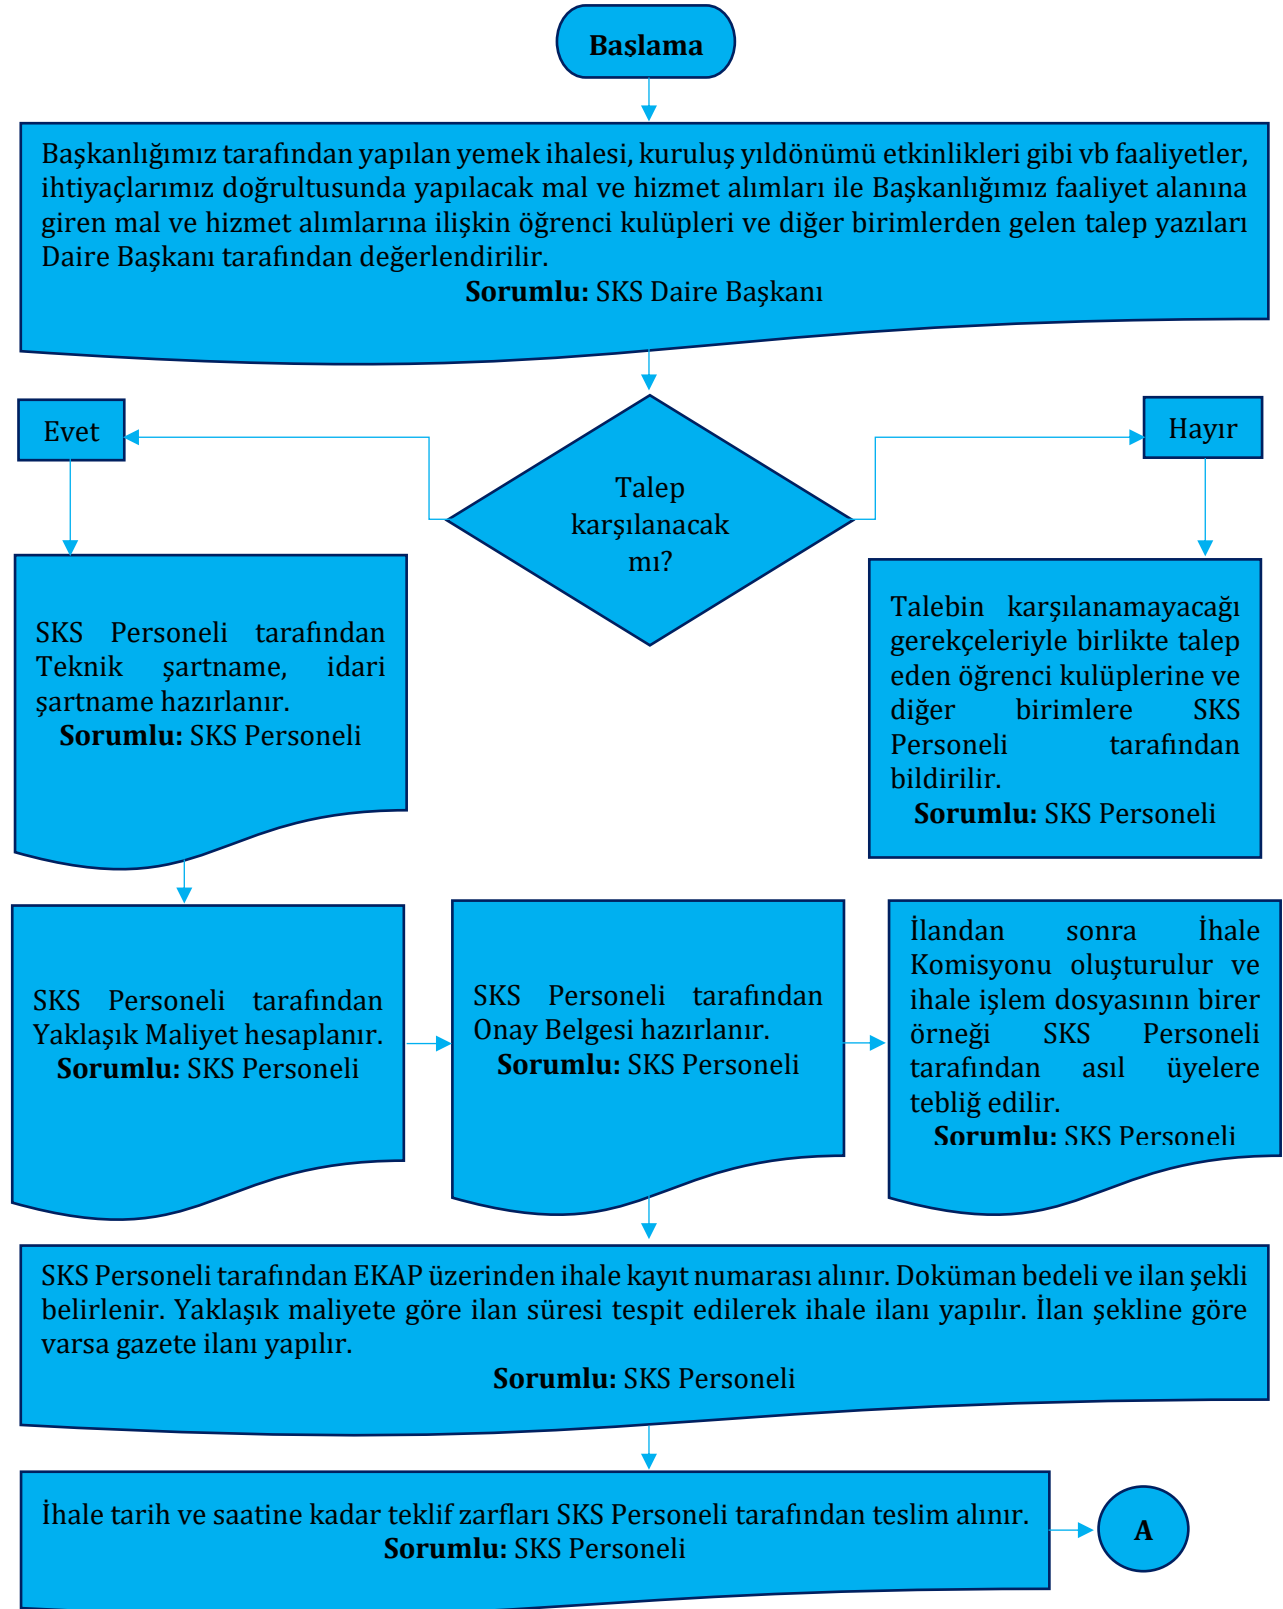 Başlama
Başkanlığımız tarafından yapılan yemek ihalesi, kuruluş yıldönümü etkinlikleri gibi vb faaliyetler,
ihtiyaçlarımız doğrultusunda yapılacak mal ve hizmet alımları ile Başkanlığımız faaliyet alanına
giren mal ve hizmet alımlarına ilişkin öğrenci kulüpleri ve diğer birimlerden gelen talep yazıları
Daire Başkanı tarafından değerlendirilir.
Sorumlu: SKS Daire Başkanı
Evet
Hayır
Talep
karşılanacak
mı?
SKS Personeli tarafından
Teknik şartname, idari
şartname hazırlanır.
Sorumlu: SKS Personeli
Talebin karşılanamayacağı
gerekçeleriyle birlikte talep
eden öğrenci kulüplerine ve
diğer birimlere SKS
Personeli tarafından
bildirilir.
Sorumlu: SKS Personeli
SKS Personeli tarafından
Yaklaşık Maliyet hesaplanır.
Sorumlu: SKS Personeli
SKS Personeli tarafından
Onay Belgesi hazırlanır.
Sorumlu: SKS Personeli
İlandan sonra İhale
Komisyonu oluşturulur ve
ihale işlem dosyasının birer
örneği SKS Personeli
tarafından asıl üyelere
tebliğ edilir.
Sorumlu: SKS Personeli
SKS Personeli tarafından EKAP üzerinden ihale kayıt numarası alınır. Doküman bedeli ve ilan şekli
belirlenir. Yaklaşık maliyete göre ilan süresi tespit edilerek ihale ilanı yapılır. İlan şekline göre
varsa gazete ilanı yapılır.
Sorumlu: SKS Personeli
İhale tarih ve saatine kadar teklif zarfları SKS Personeli tarafından teslim alınır.
Sorumlu: SKS Personeli
A